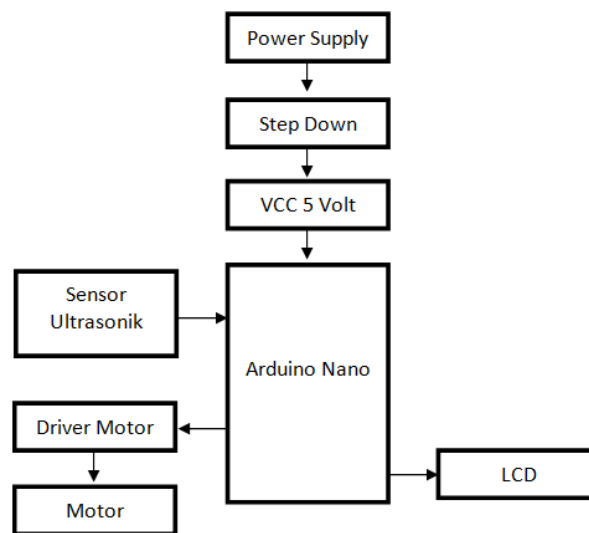 Power Supply
Step Down
VCC 5 Volt
Sensor
Ultrasonik
Arduino Nano
Driver Motor
LCD
Motor